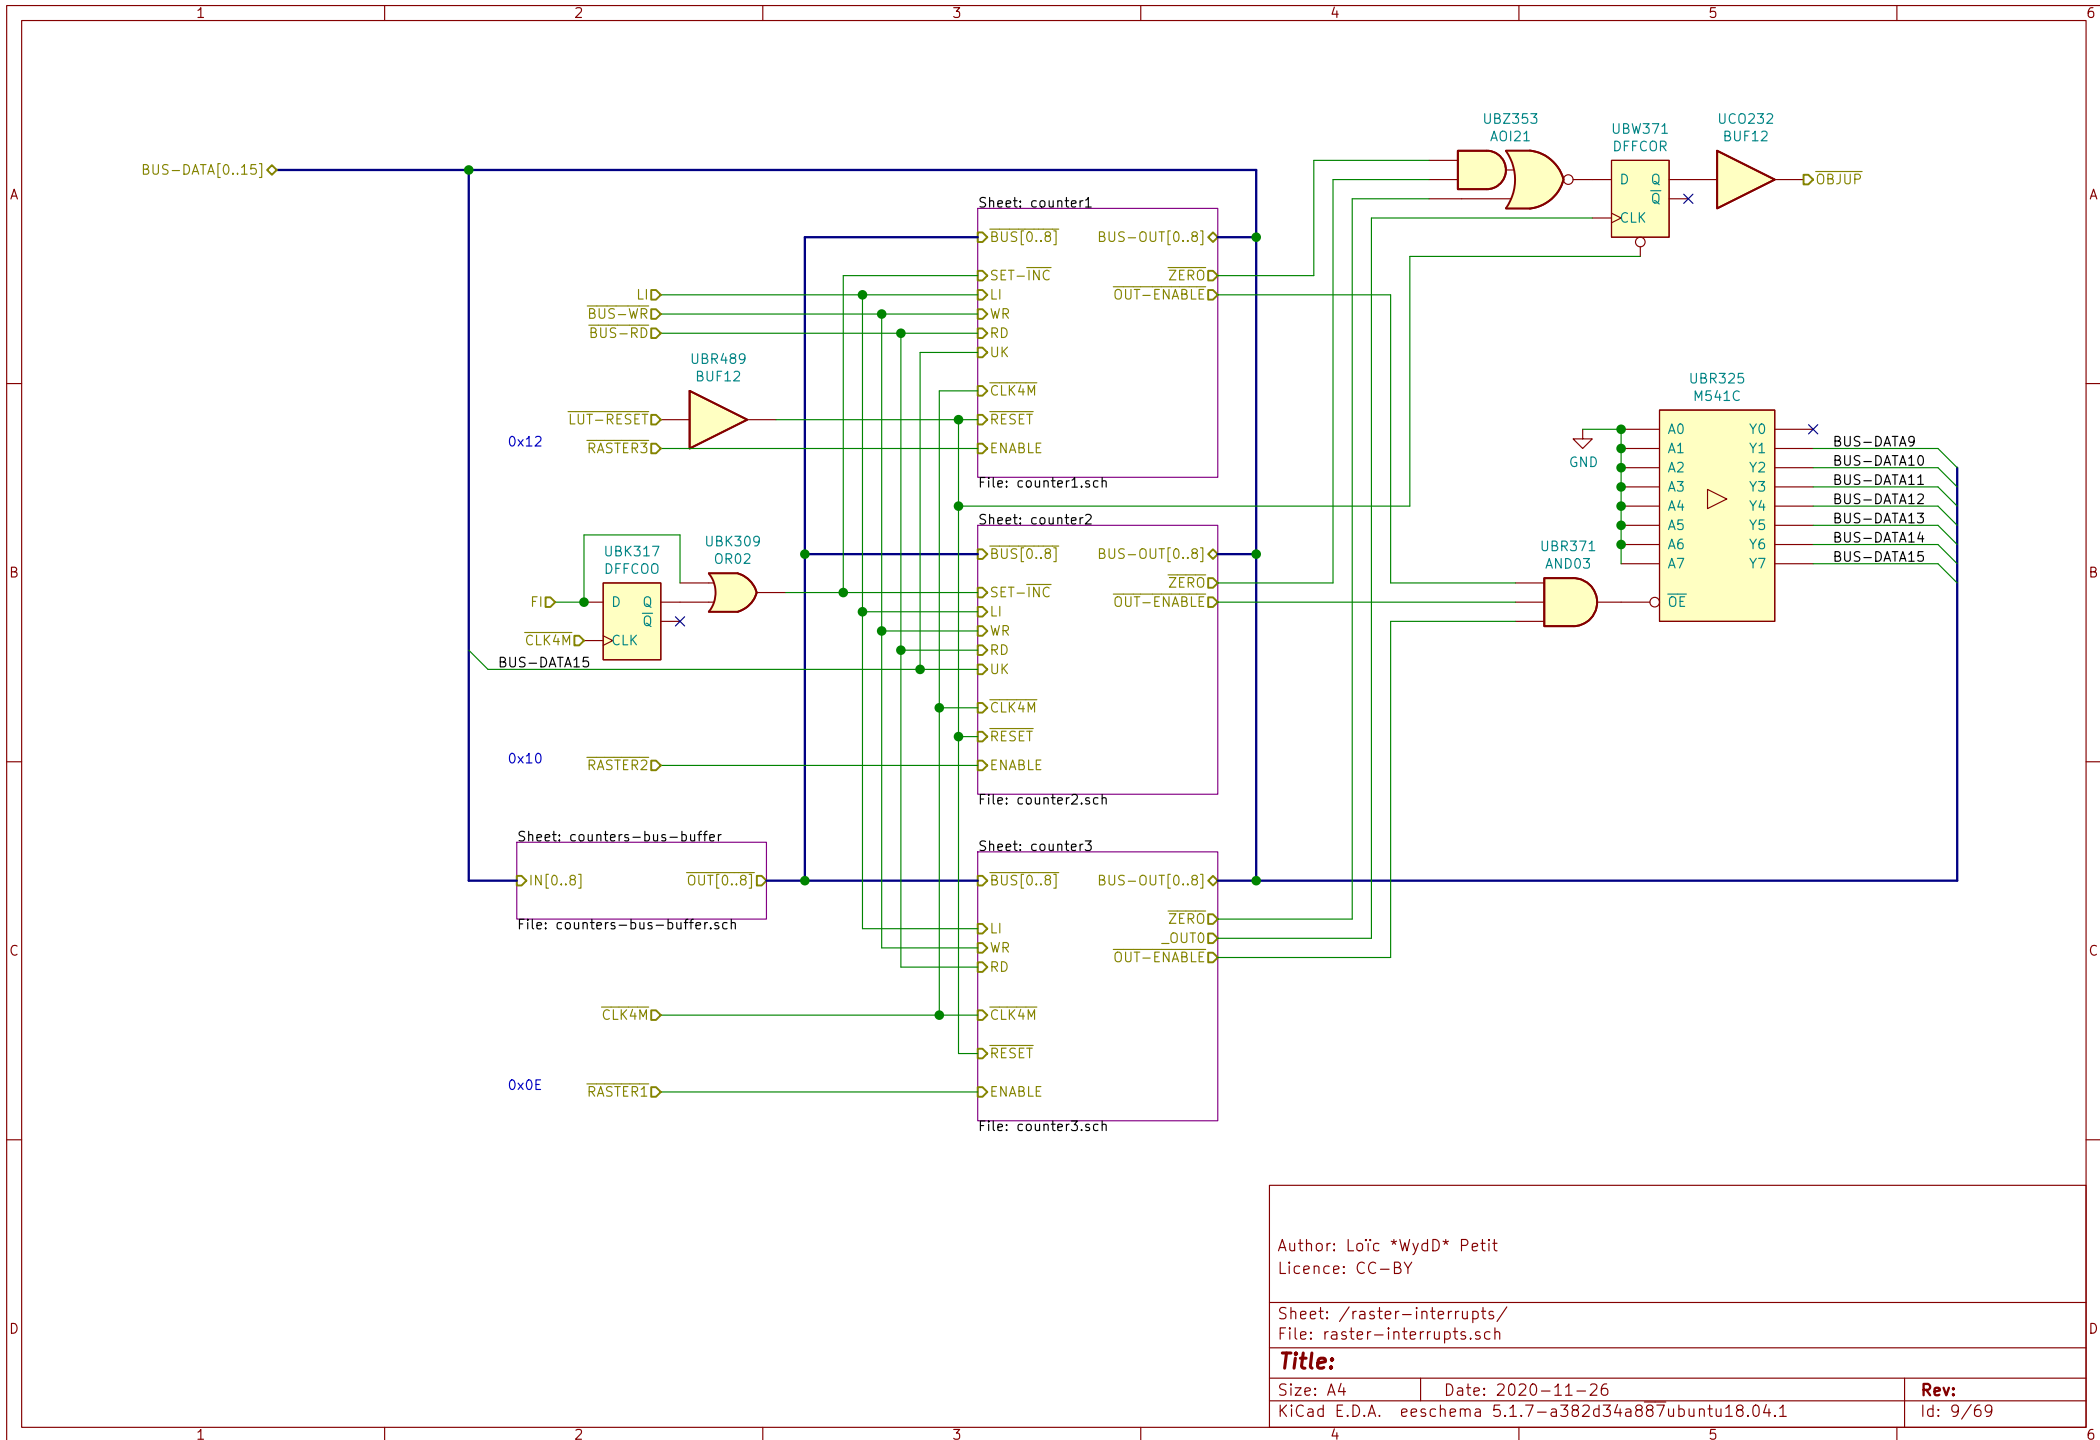 1 2 3 4 5 6
A
B
C
D
BUS-DATA[0..15]
Sheet: counter1
BUS[0..8]
SET-INC
LI
WR
RD
UK
CLK4M
RESET
ENABLE
BUS-OUT[0..8]
ZERO
OUT-ENABLE
File: counter1.sch
LI
BUS-WR
BUS-RD
UBR489
BUF12
LUT-RESET
0x12
RASTER3
UBZ353
AOI21
UBW371
DFFCOR
D
Q
Q
CLK
UCO232
BUF12
OBJUP
UBR325
M541C
A0
A1
A2
A3
A4
A5
A6
A7
OE
Y0
Y1
Y2
Y3
Y4
Y5
Y6
Y7
GND
BUS-DATA9
BUS-DATA10
BUS-DATA11
BUS-DATA12
BUS-DATA13
BUS-DATA14
BUS-DATA15
UBR371
AND03
Sheet: counter2
BUS[0..8]
SET-INC
LI
WR
RD
UK
CLK4M
RESET
ENABLE
BUS-OUT[0..8]
ZERO
OUT-ENABLE
File: counter2.sch
UBK317
DFFCOO
UBK309
OR02
FI
D
Q
Q
CLK4M
CLK
BUS-DATA15
0x10
RASTER2
Sheet: counters-bus-buffer
IN[0..8]
OUT[0..8]
File: counters-bus-buffer.sch
Sheet: counter3
BUS[0..8]
LI
WR
RD
CLK4M
RESET
ENABLE
BUS-OUT[0..8]
ZERO
_OUT0
OUT-ENABLE
File: counter3.sch
CLK4M
0x0E
RASTER1
Author: Loïc *WydD* Petit
Licence: CC-BY
Sheet: /raster-interrupts/
File: raster-interrupts.sch
Title:
Size: A4
Date: 2020-11-26
Rev:
KiCad E.D.A. eeschema 5.1.7-a382d34a887ubuntu18.04.1
Id: 9/69
A
B
C
D
1 2 3 4 5 6